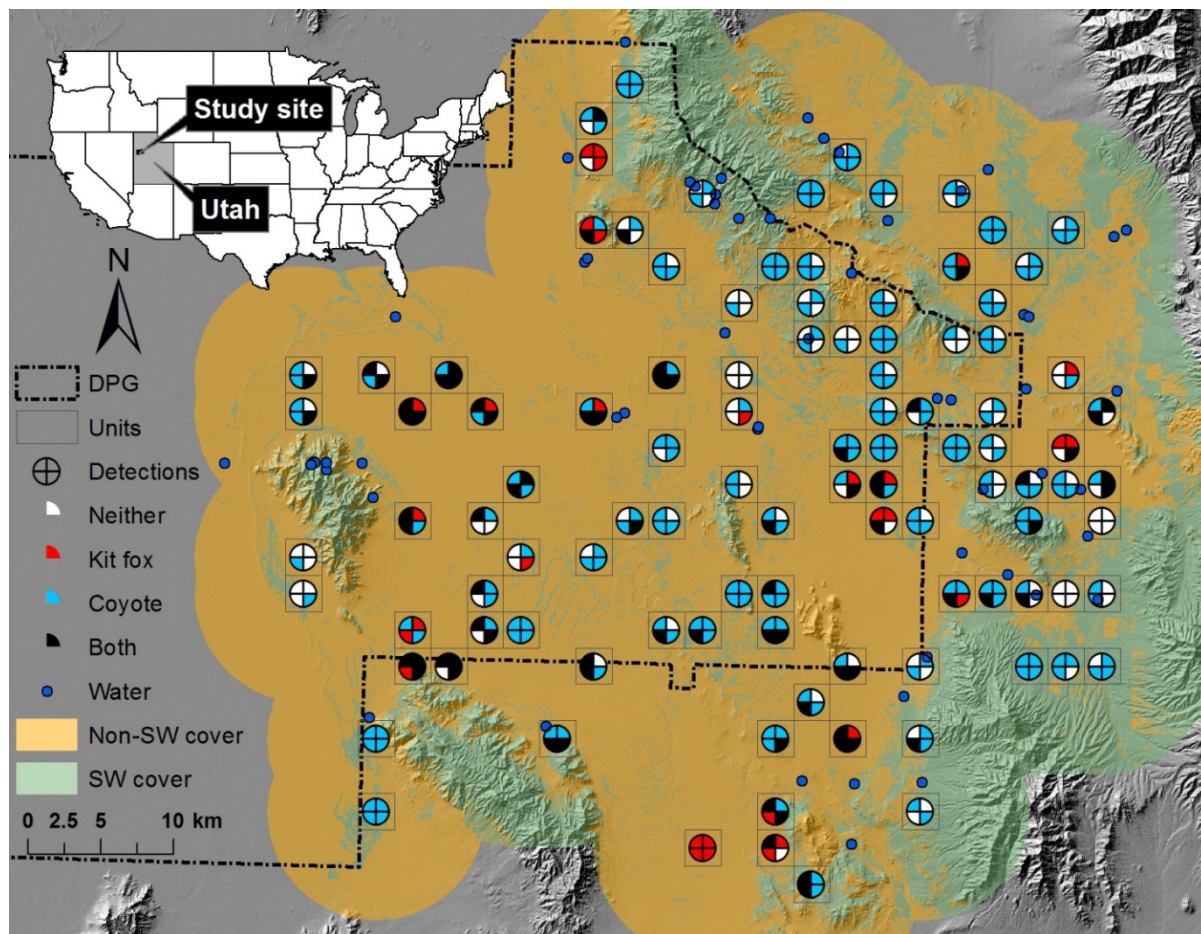 Study site
Utah
N
DPG
Units
Detections
Neither
Kit fox
Coyote
Both
Water
Non-SW cover
SW cover
0 2.5 5 10 km